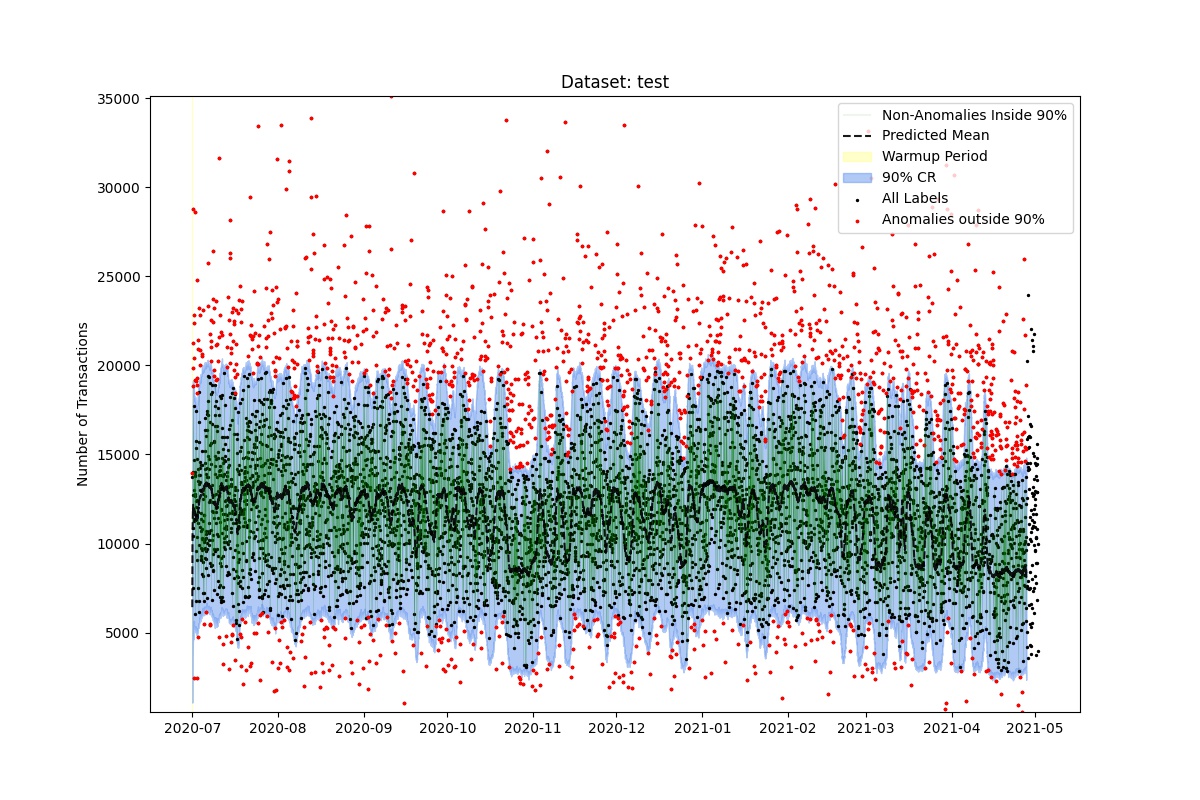 Dataset: test
Number of Transactions
35000
30000
25000
20000
15000
10000
5000
2020-07
2020-08
2020-09
2020-10
2020-11
2020-12
2021-01
2021-02
2021-03
2021-04
2021-05
Non-Anomalies Inside 90%
Predicted Mean
Warmup Period
90% CR
All Labels
Anomalies outside 90%